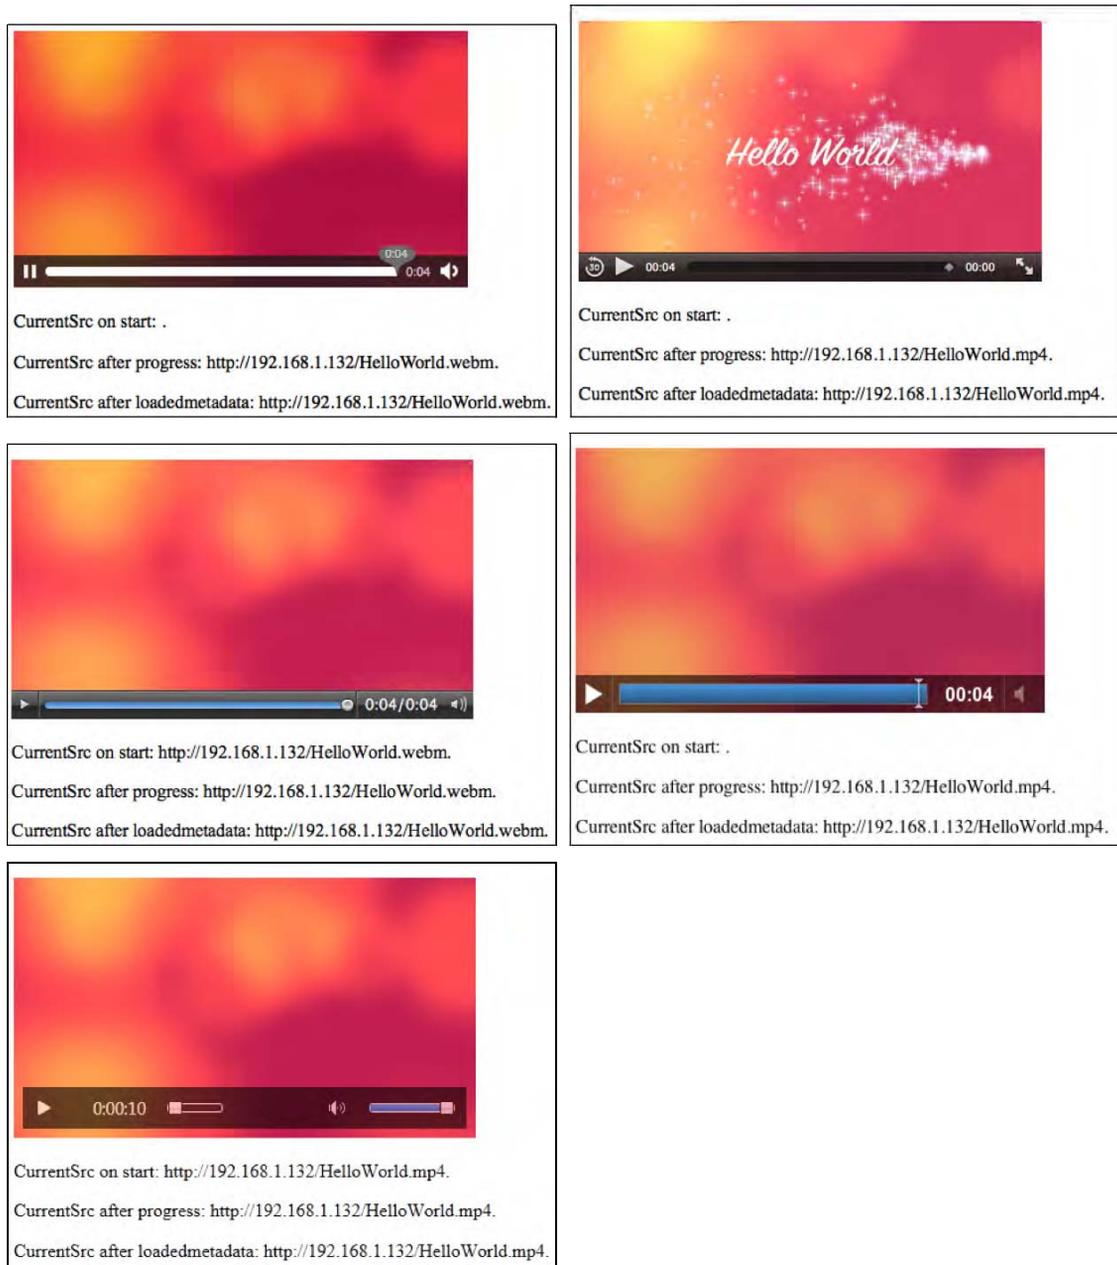 0:04
0:04
CurrentSrc on start: .
CurrentSrc after progress: http://192.168.1.132/HelloWorld.webm.
CurrentSrc after loadedmetadata: http://192.168.1.132/HelloWorld.webm.
Hello World
30 00:04 00:00
CurrentSrc on start: .
CurrentSrc after progress: http://192.168.1.132/HelloWorld.mp4.
CurrentSrc after loadedmetadata: http://192.168.1.132/HelloWorld.mp4.
0:04/0:04
CurrentSrc on start: http://192.168.1.132/HelloWorld.webm.
CurrentSrc after progress: http://192.168.1.132/HelloWorld.webm.
CurrentSrc after loadedmetadata: http://192.168.1.132/HelloWorld.webm.
00:04
CurrentSrc on start: .
CurrentSrc after progress: http://192.168.1.132/HelloWorld.mp4.
CurrentSrc after loadedmetadata: http://192.168.1.132/HelloWorld.mp4.
0:00:10
CurrentSrc on start: http://192.168.1.132/HelloWorld.mp4.
CurrentSrc after progress: http://192.168.1.132/HelloWorld.mp4.
CurrentSrc after loadedmetadata: http://192.168.1.132/HelloWorld.mp4.